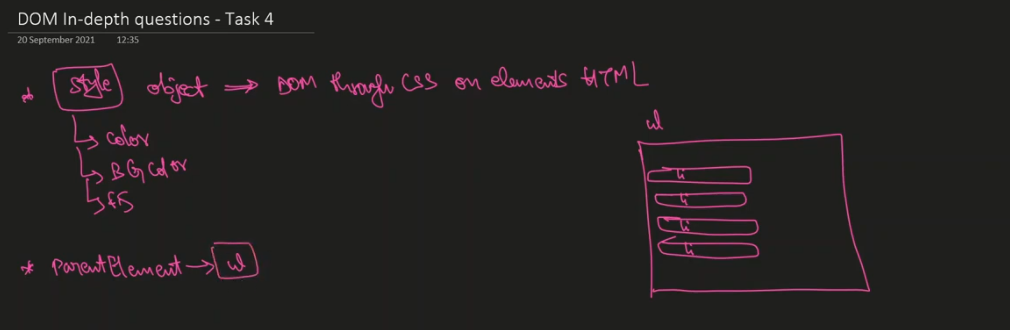 DOM In-depth questions - Task 4
20 September 2021 12:35
* style object ⇒ DOM through CSS on elements HTML
↳ color
↳ BG Color
↳ fS
* ParentElement → ul
ul
li
li
li
li